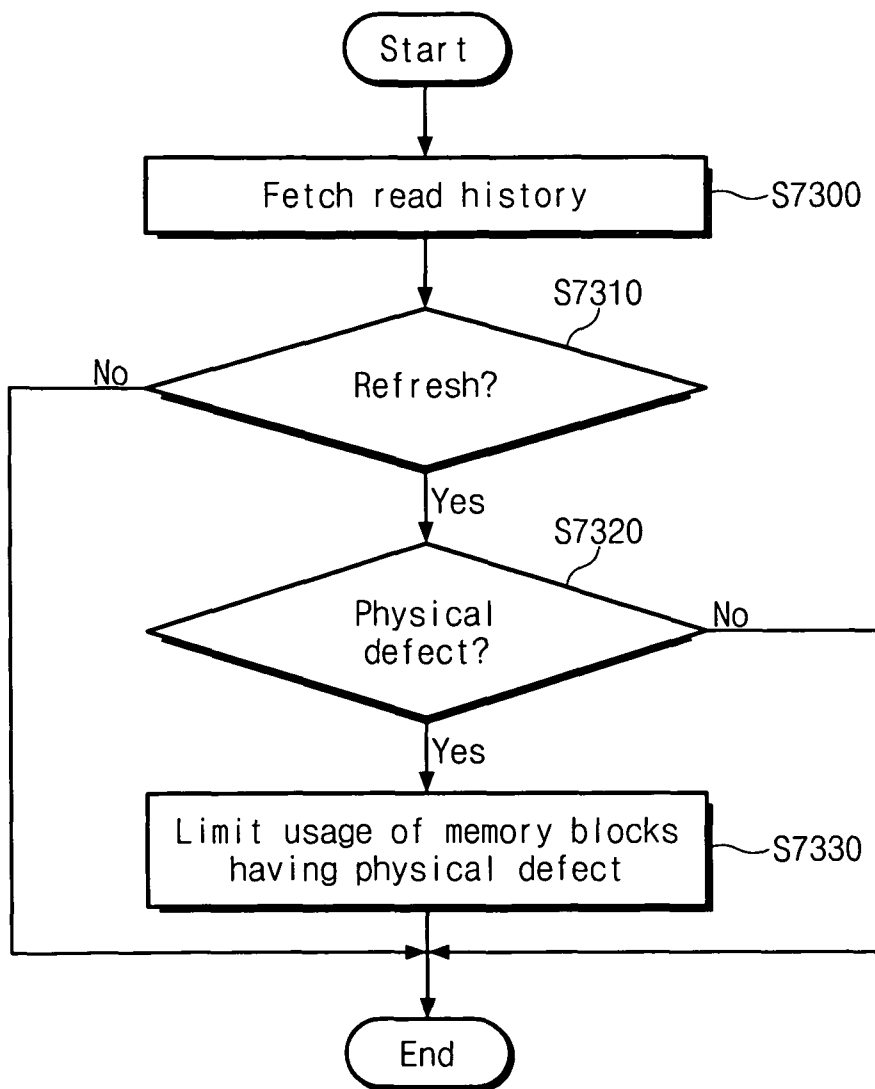 Start
Fetch read history
S7300
S7310
Refresh?
No
Yes
S7320
Physical
defect?
No
Yes
Limit usage of memory blocks
having physical defect
S7330
End